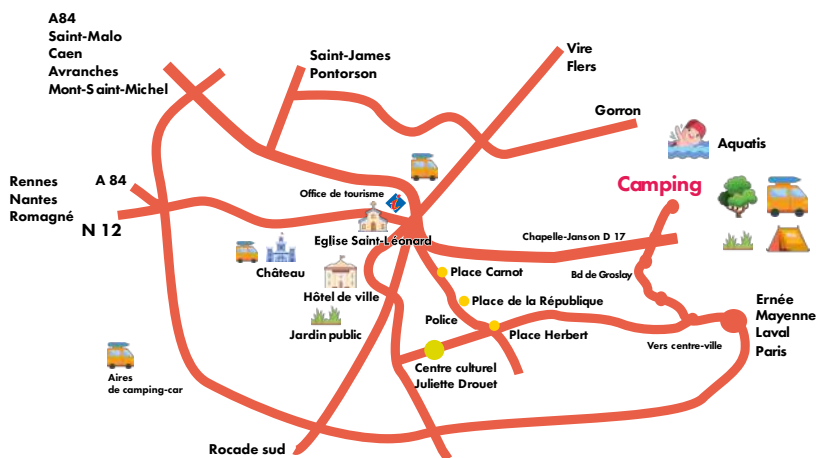 A84
Saint-Malo
Caen
Avranches
Mont-Saint-Michel
Saint-James
Pontorson
Vire
Flers
Gorron
Aquatis
Camping
Rennes
Nantes
Romagné
A 84
N 12
Office de tourisme
Eglise Saint-Léonard
Chapelle-Janson D 17
Château
Place Carnot
Bd de Groslay
Hôtel de ville
Place de la République
Jardin public
Police
Place Herbert
Ernée
Mayenne
Laval
Paris
Vers centre-ville
Centre culturel
Juliette Drouet
Aires
de camping-car
Rocade sud